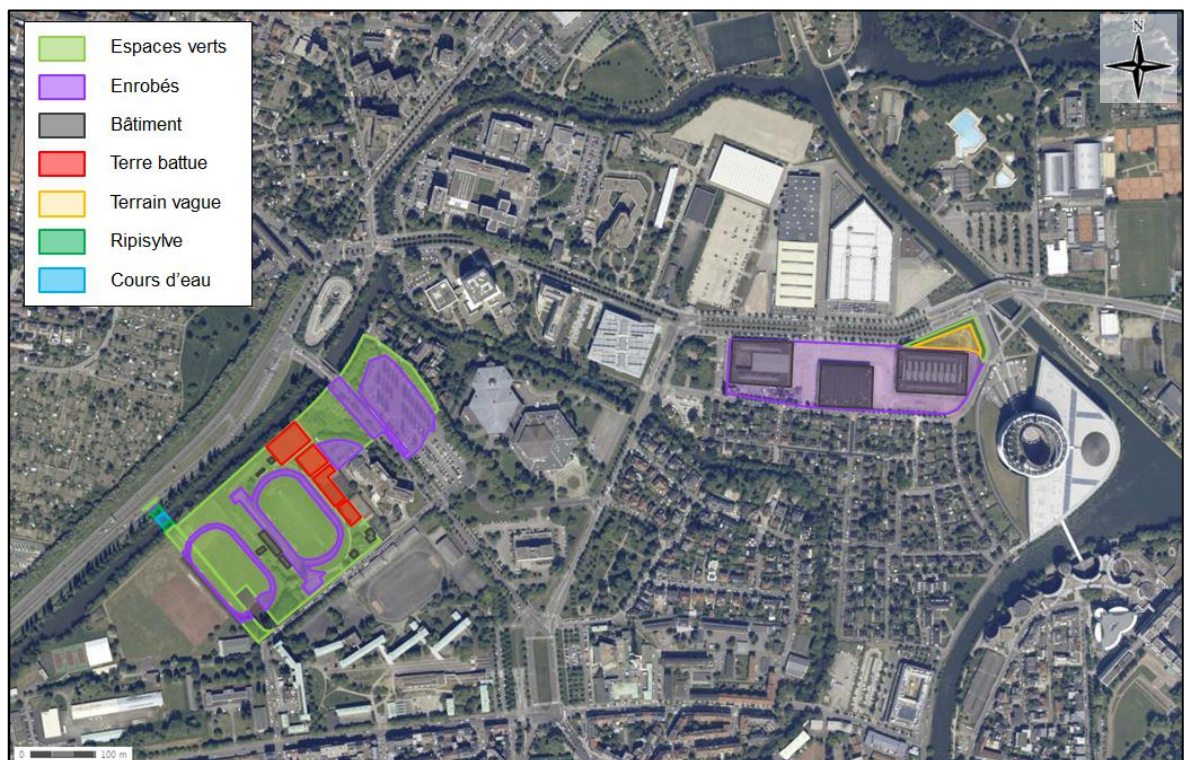 Espaces verts
Enrobés
Bâtiment
Terre battue
Terrain vague
Ripisylve
Cours d'eau
N
0 100 m